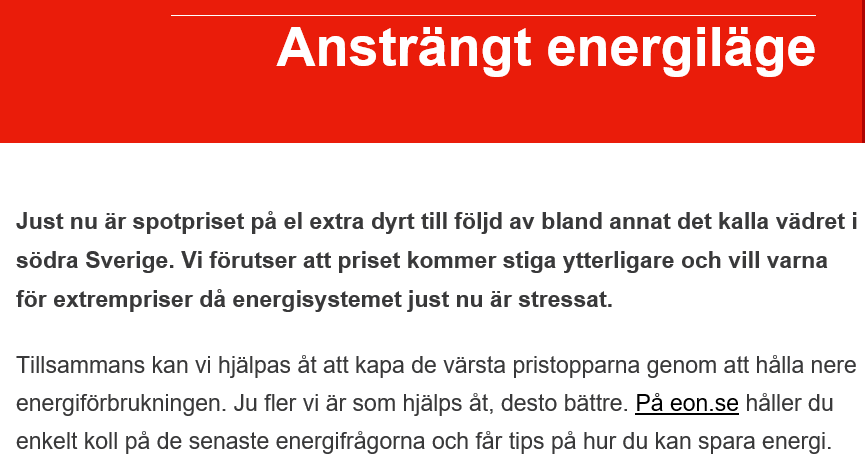 Ansträngt energiläge
Just nu är spotpriset på el extra dyrt till följd av bland annat det kalla vädret i
södra Sverige. Vi förutser att priset kommer stiga ytterligare och vill varna
för extrempriser då energisystemet just nu är stressat.
Tillsammans kan vi hjälpas åt att kapa de värsta pristopparna genom att hålla nere
energiförbrukningen. Ju fler vi är som hjälps åt, desto bättre. På eon.se håller du
enkelt koll på de senaste energifrågorna och får tips på hur du kan spara energi.